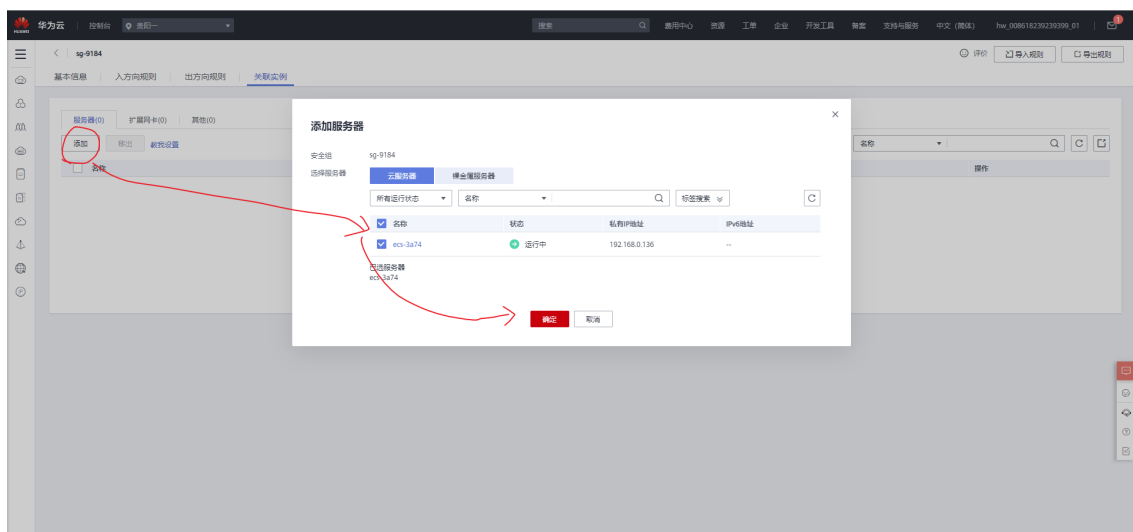 HUAWEI 华为云 控制台 贵阳一 搜索 费用中心 资源 工单 企业 开发工具 备案 支持与服务 中文 (简体) hw_008618239239399_01 1
sg-9184 评价 导入规则 导出规则
基本信息 入方向规则 出方向规则 关联实例
服务器(0) 扩展网卡(0) 其他(0)
添加 移出 教我设置 名称
名称 操作
添加服务器
安全组 sg-9184
选择服务器 云服务器 裸金属服务器
所有运行状态 名称 标签搜索
名称 状态 私有IP地址 IPv6地址
ecs-3a74 运行中 192.168.0.136 --
已选服务器
ecs-3a74
确定 取消